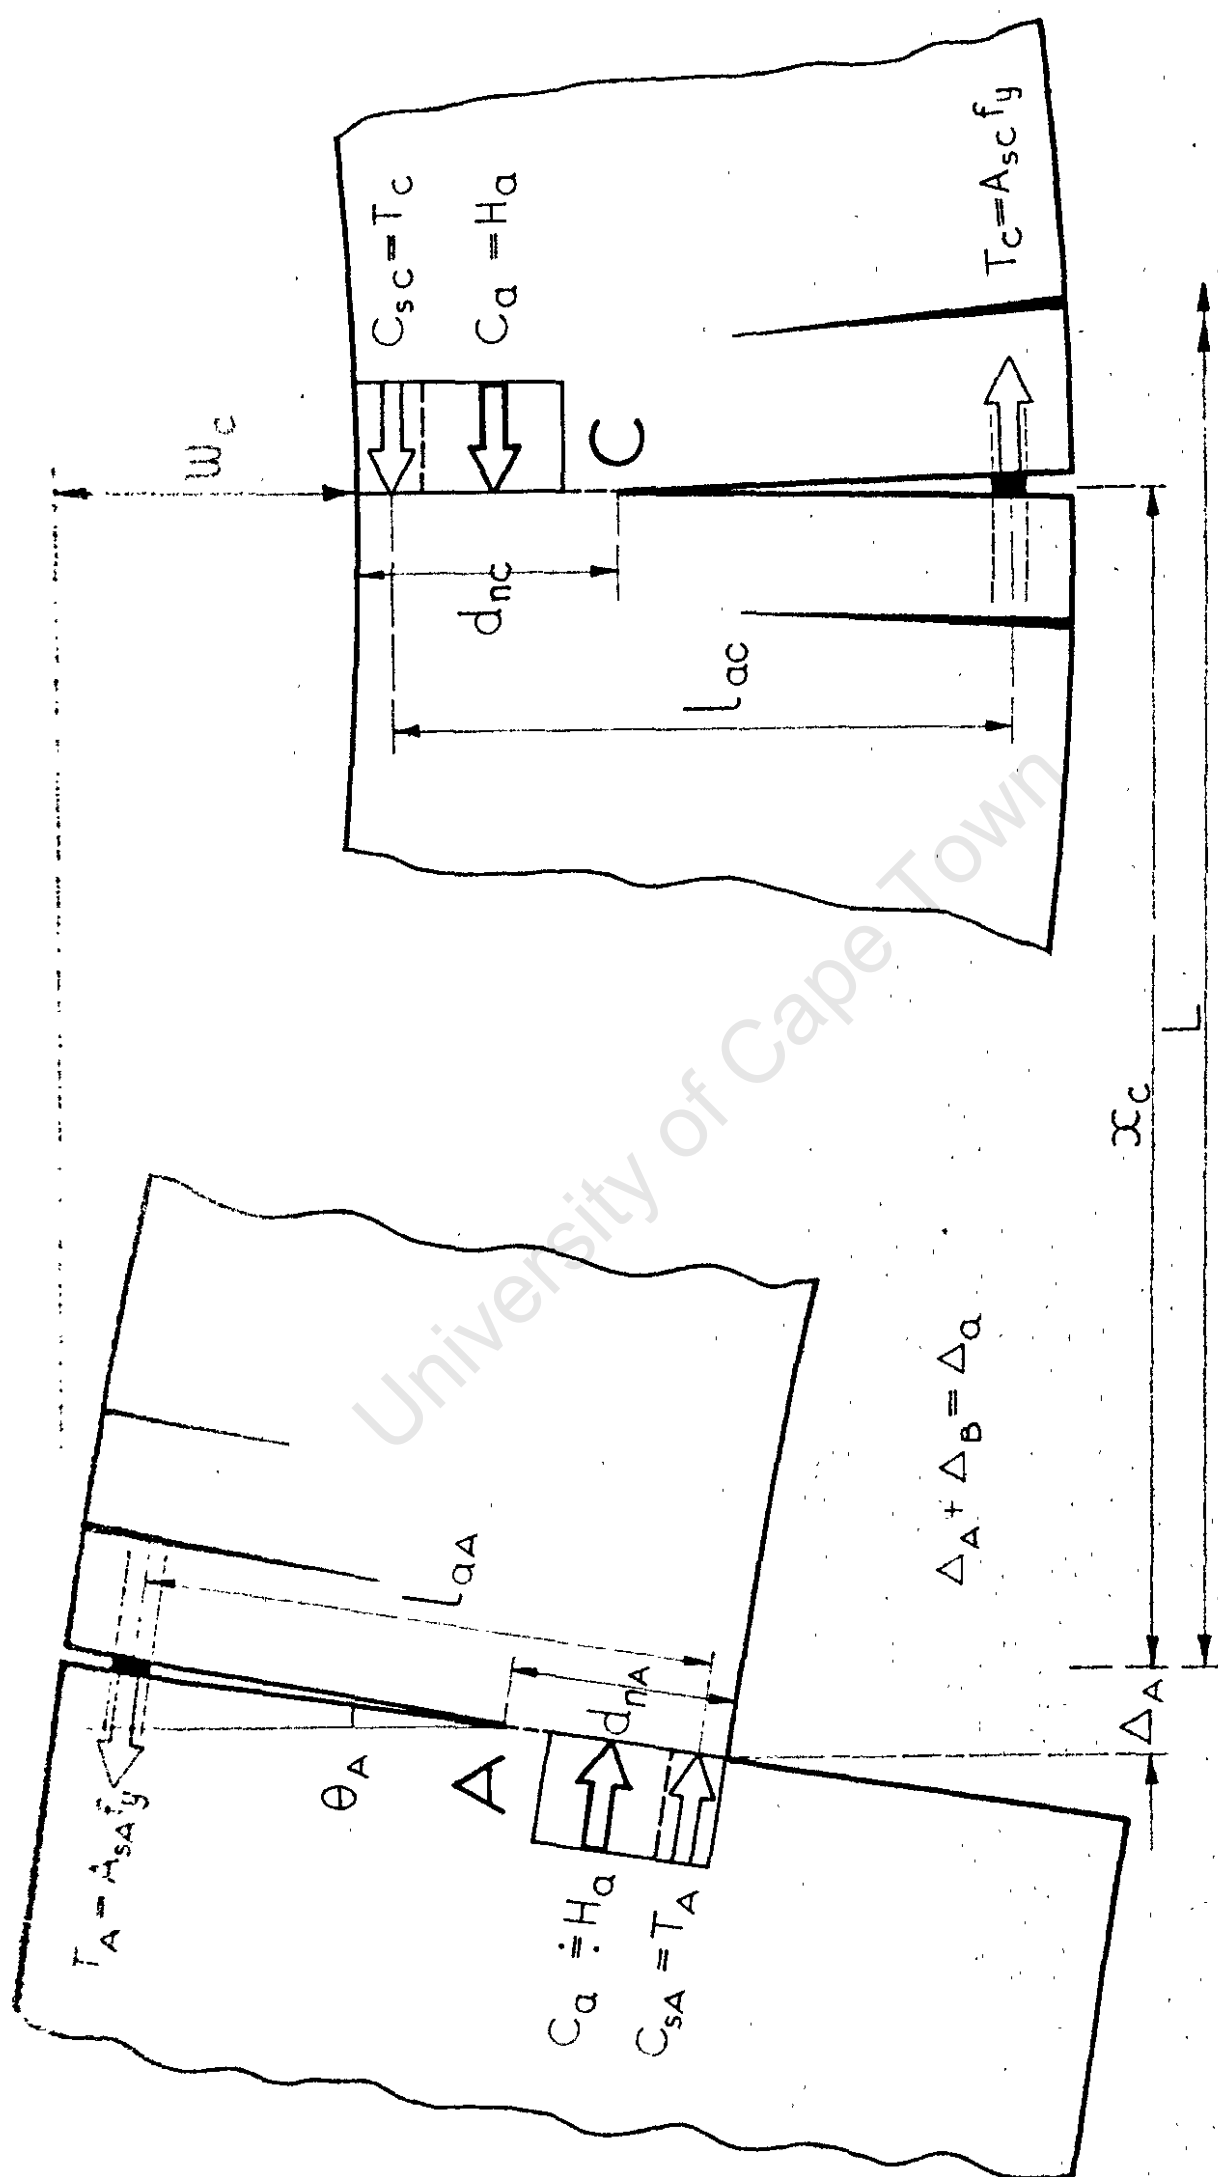 T_A = A_sA f_y
θ_A
A
C_a ≑ H_a
C_sA = T_A
l_aA
d_nA
Δ_A
Δ_A + Δ_B = Δ_a
x_c
L
w_c
C_sc = T_c
C_a = H_a
C
d_nc
l_ac
T_c = A_sc f_y
University of Cape Town